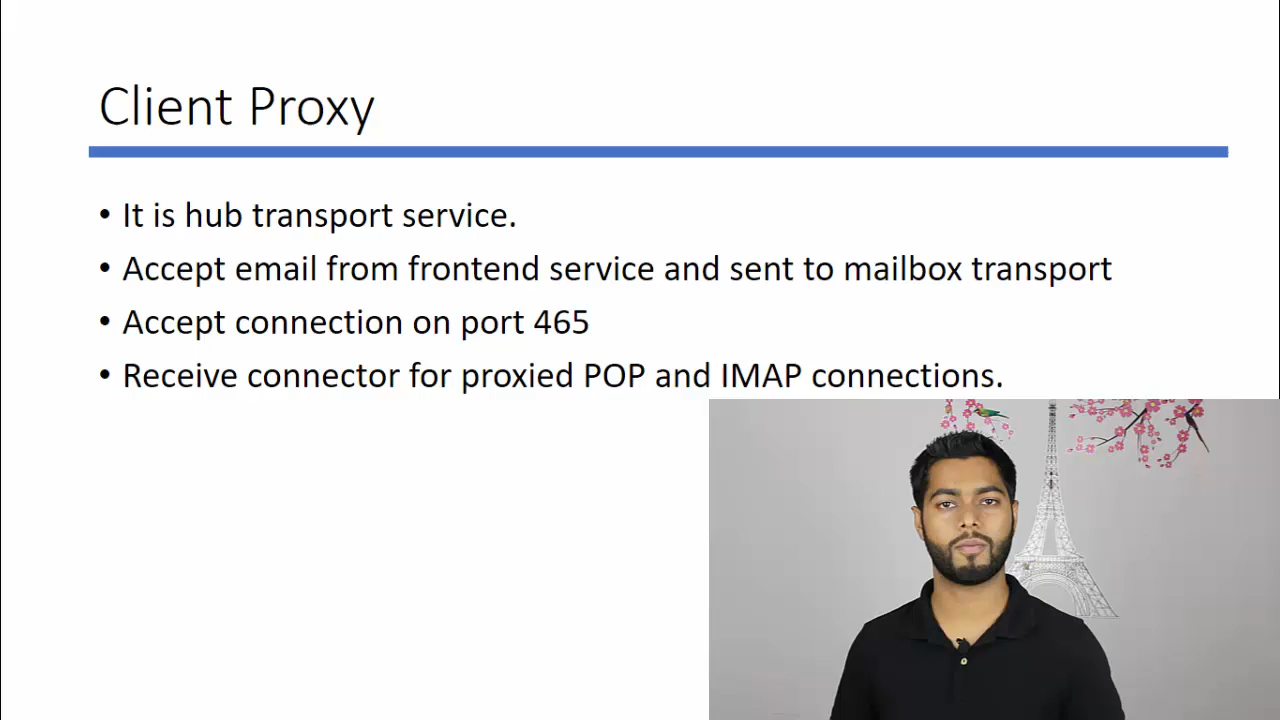 Client Proxy
• It is hub transport service.
• Accept email from frontend service and sent to mailbox transport
• Accept connection on port 465
• Receive connector for proxied POP and IMAP connections.